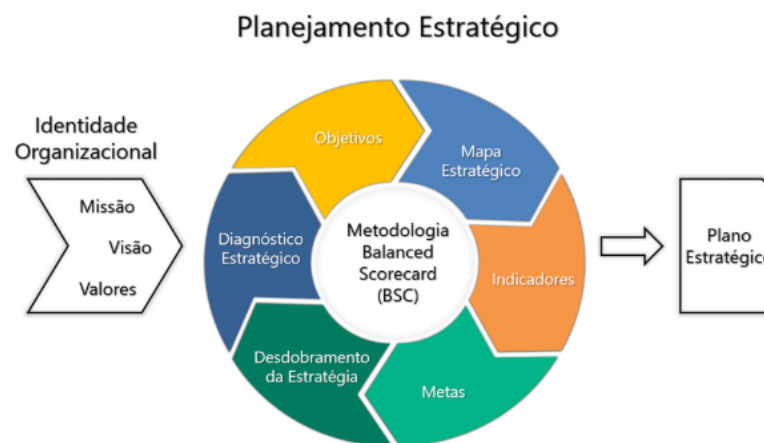 Planejamento Estratégico
Identidade
Organizacional
Missão
Visão
Valores
Objetivos
Mapa
Estratégico
Diagnóstico
Estratégico
Metodologia
Balanced
Scorecard
(BSC)
Indicadores
Desdobramento
da Estratégia
Metas
Plano
Estratégico